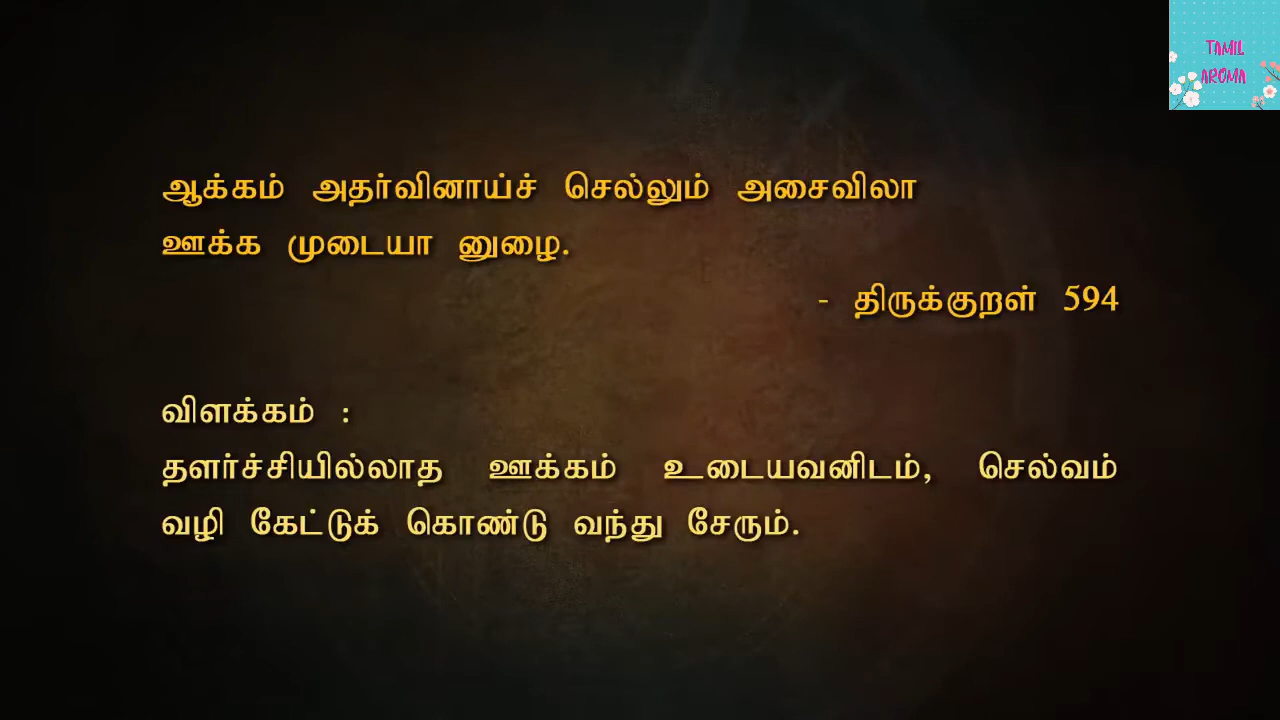 TAMIL
AROMA
ஆக்கம் அதர்வினாய்ச் செல்லும் அசைவிலா
ஊக்க முடையா னுழை.
- திருக்குறள் 594
விளக்கம் :
தளர்ச்சியில்லாத ஊக்கம் உடையவனிடம், செல்வம்
வழி கேட்டுக் கொண்டு வந்து சேரும்.